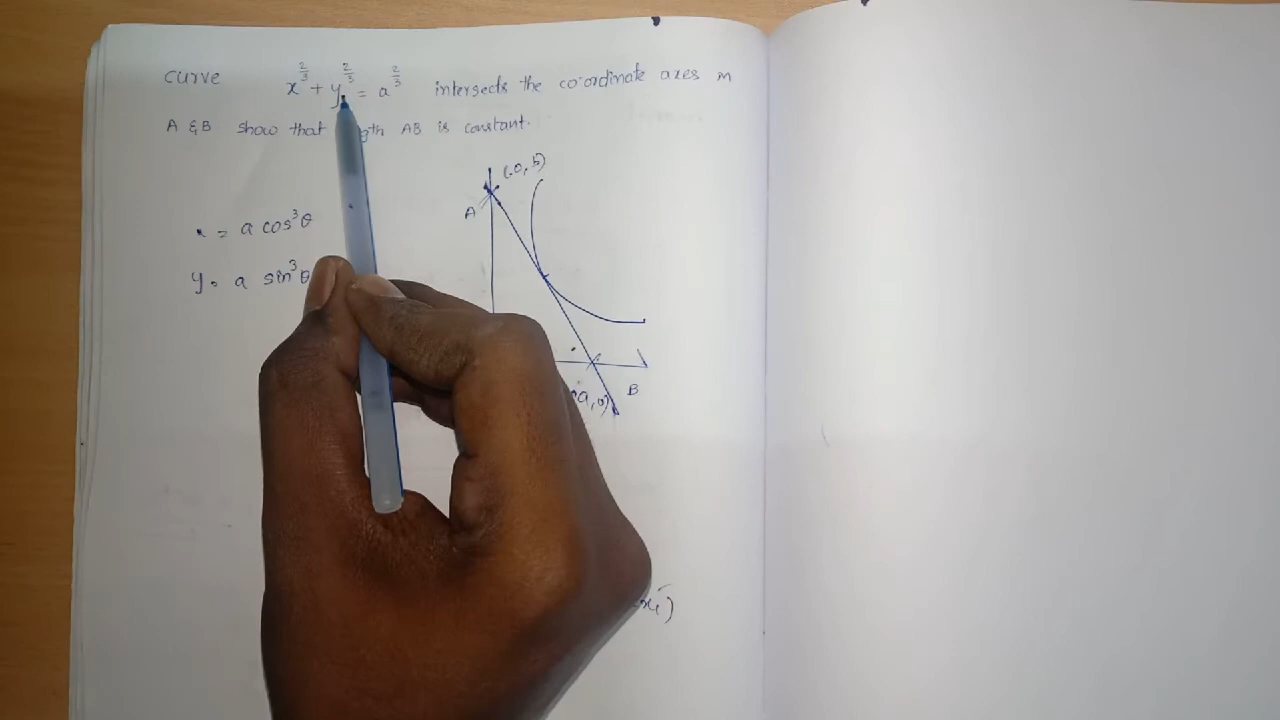 curve x^{2/3} + y^{2/3} = a^{2/3} intersects the co-ordinate axes in
A & B show that AB is constant.
(0, b)
A
x = a cos³θ
y = a sin³θ
B
(a, 0)